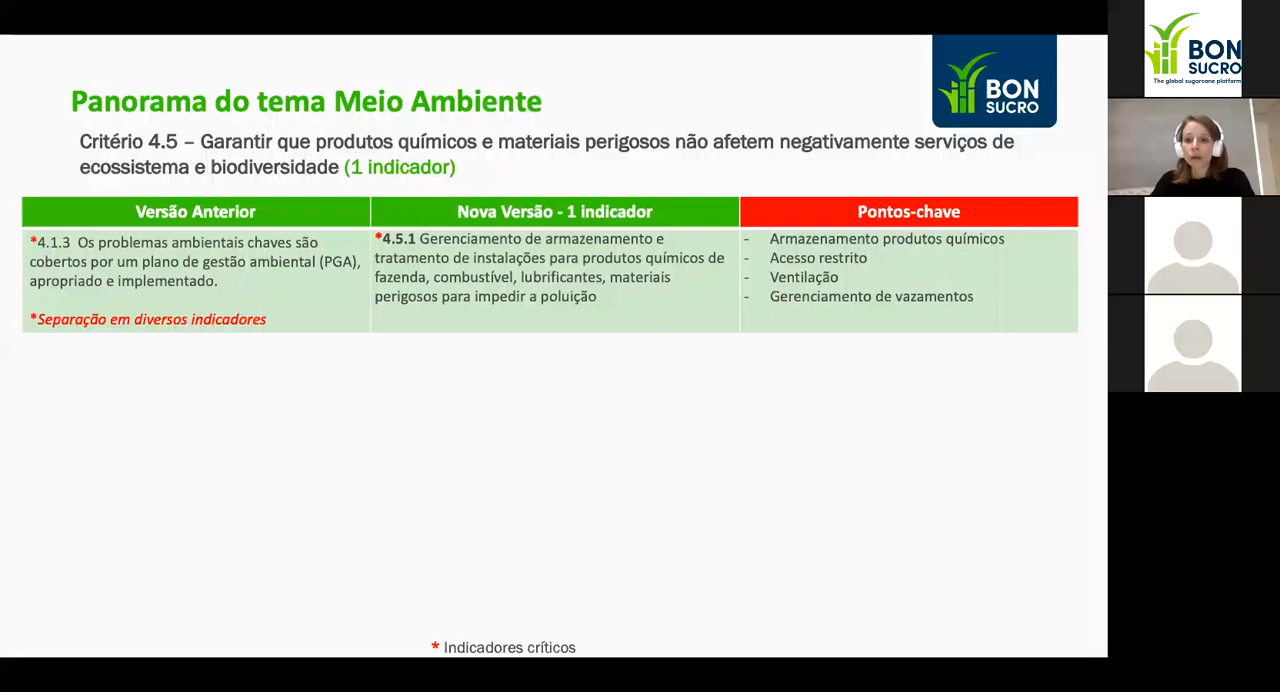 Panorama do tema Meio Ambiente
BON
SUCRO
Critério 4.5 – Garantir que produtos químicos e materiais perigosos não afetem negativamente serviços de
ecossistema e biodiversidade (1 indicador)
Versão Anterior
Nova Versão - 1 indicador
Pontos-chave
*4.1.3 Os problemas ambientais chaves são
cobertos por um plano de gestão ambiental (PGA),
apropriado e implementado.
*Separação em diversos indicadores
*4.5.1 Gerenciamento de armazenamento e
tratamento de instalações para produtos químicos de
fazenda, combustível, lubrificantes, materiais
perigosos para impedir a poluição
- Armazenamento produtos químicos
- Acesso restrito
- Ventilação
- Gerenciamento de vazamentos
* Indicadores críticos
BON
SUCRO
The global sugarcane platform